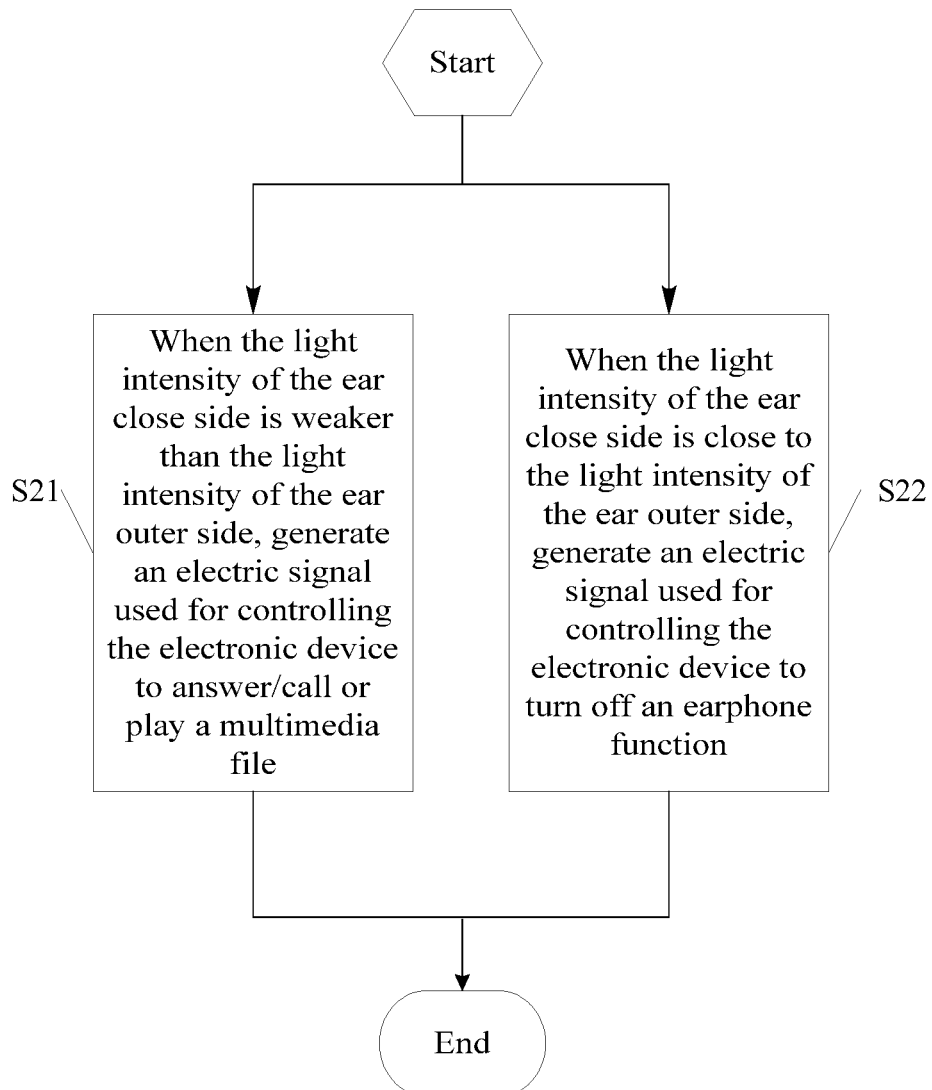 Start
When the light
intensity of the ear
close side is weaker
than the light
intensity of the ear
outer side, generate
an electric signal
used for controlling
the electronic device
to answer/call or
play a multimedia
file
S21
When the light
intensity of the ear
close side is close to
the light intensity of
the ear outer side,
generate an electric
signal used for
controlling the
electronic device to
turn off an earphone
function
S22
End